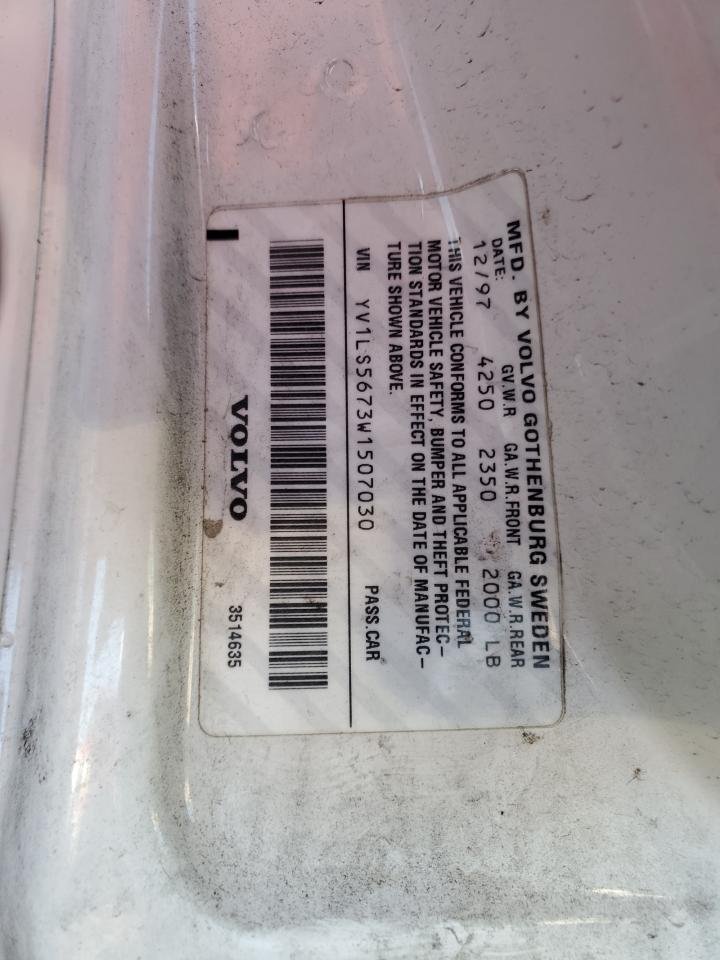 MFD. BY VOLVO GOTHENBURG SWEDEN
DATE: GV.W.R GA.W.R.FRONT GA.W.R.REAR
12/97 4250 2350 2000 LB
THIS VEHICLE CONFORMS TO ALL APPLICABLE FEDERAL
MOTOR VEHICLE SAFETY, BUMPER AND THEFT PROTEC-
TION STANDARDS IN EFFECT ON THE DATE OF MANUFAC-
TURE SHOWN ABOVE.
VIN YV1LS5673W1507030 PASS.CAR
VOLVO 3514635